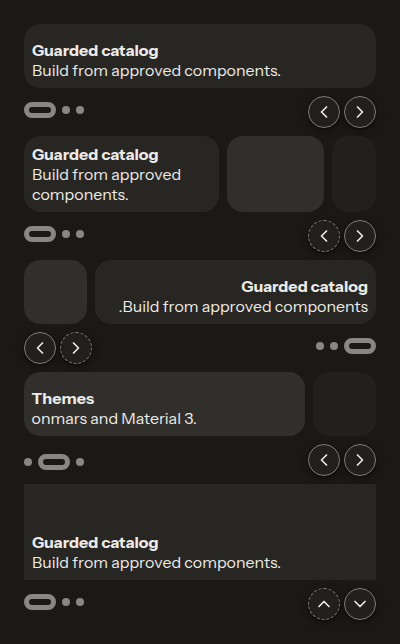 Guarded catalog
Build from approved components.
Guarded catalog
Build from approved
components.
Guarded catalog
.Build from approved components
Themes
onmars and Material 3.
Guarded catalog
Build from approved components.